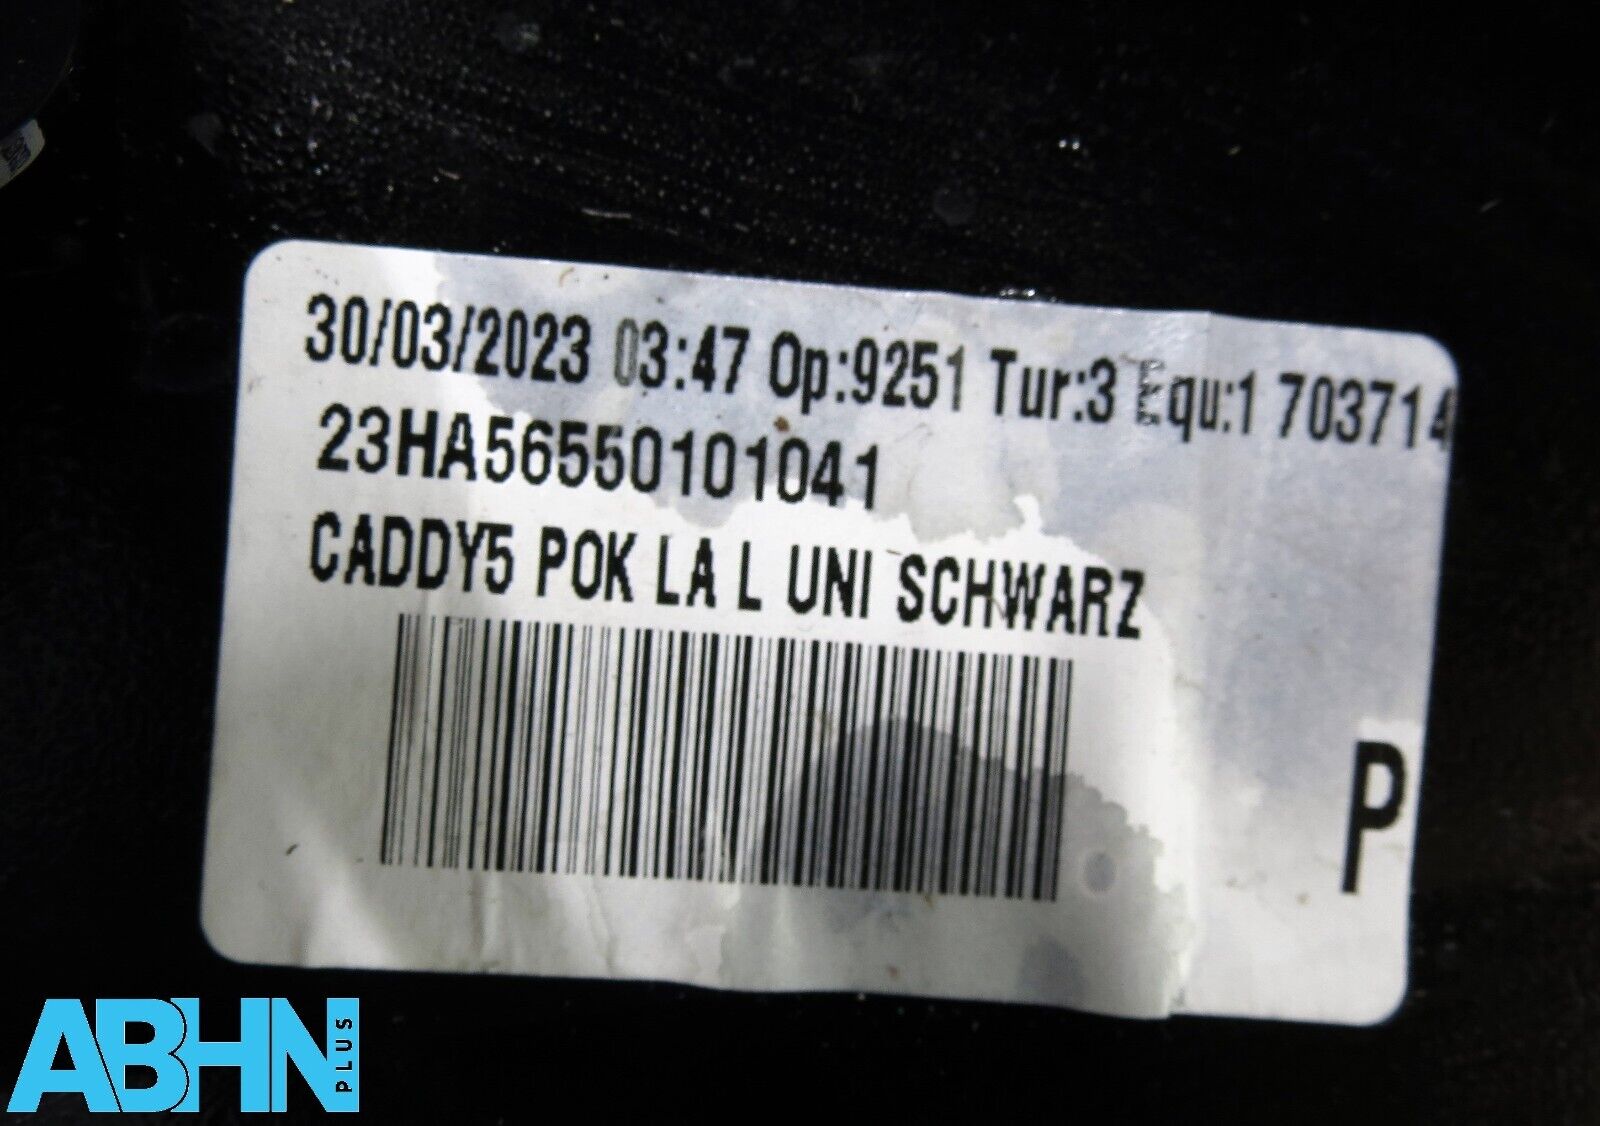 30/03/2023 03:47 Op:9251 Tur:3 Equ:1 703714
23HA56550101041
CADDY5 POK LA L UNI SCHWARZ
P
ABHN PLUS